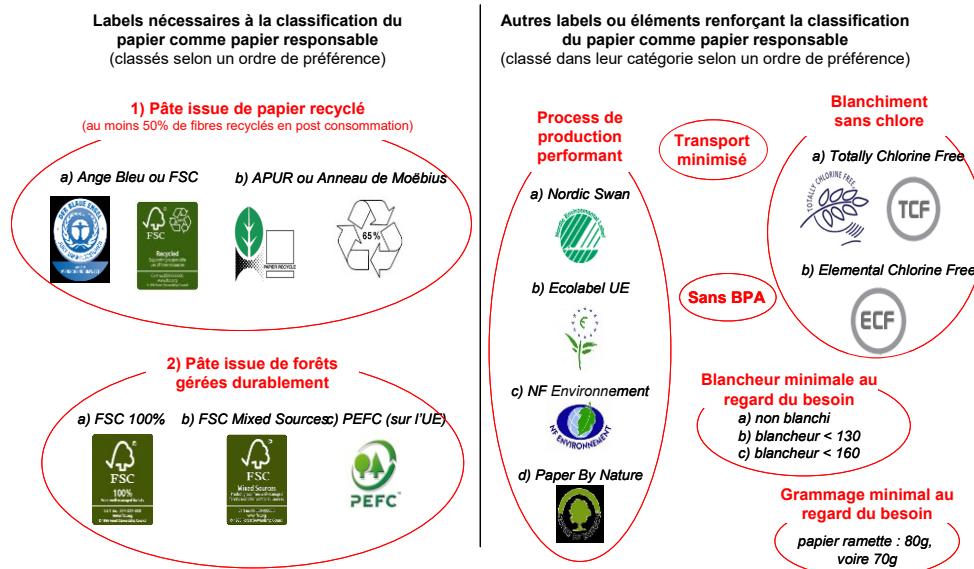 Labels nécessaires à la classification du
papier comme papier responsable
(classés selon un ordre de préférence)
1) Pâte issue de papier recyclé
(au moins 50% de fibres recyclés en post consommation)
a) Ange Bleu ou FSC
b) APUR ou Anneau de Moëbius
DER BLAUE ENGEL
FSC
Recycled
PAPIER RECYCLE
65%
2) Pâte issue de forêts
gérées durablement
a) FSC 100%
b) FSC Mixed Sources
c) PEFC (sur l'UE)
FSC
100%
FSC
Mixed Sources
PEFC
Autres labels ou éléments renforçant la classification
du papier comme papier responsable
(classé dans leur catégorie selon un ordre de préférence)
Process de
production
performant
a) Nordic Swan
b) Ecolabel UE
c) NF Environnement
NF ENVIRONNEMENT
d) Paper By Nature
Transport
minimisé
Sans BPA
Blanchiment
sans chlore
a) Totally Chlorine Free
TOTALLY CHLORINE FREE
TCF
b) Elemental Chlorine Free
ECF
Blancheur minimale au
regard du besoin
a) non blanchi
b) blancheur < 130
c) blancheur < 160
Grammage minimal au
regard du besoin
papier ramette : 80g,
voire 70g